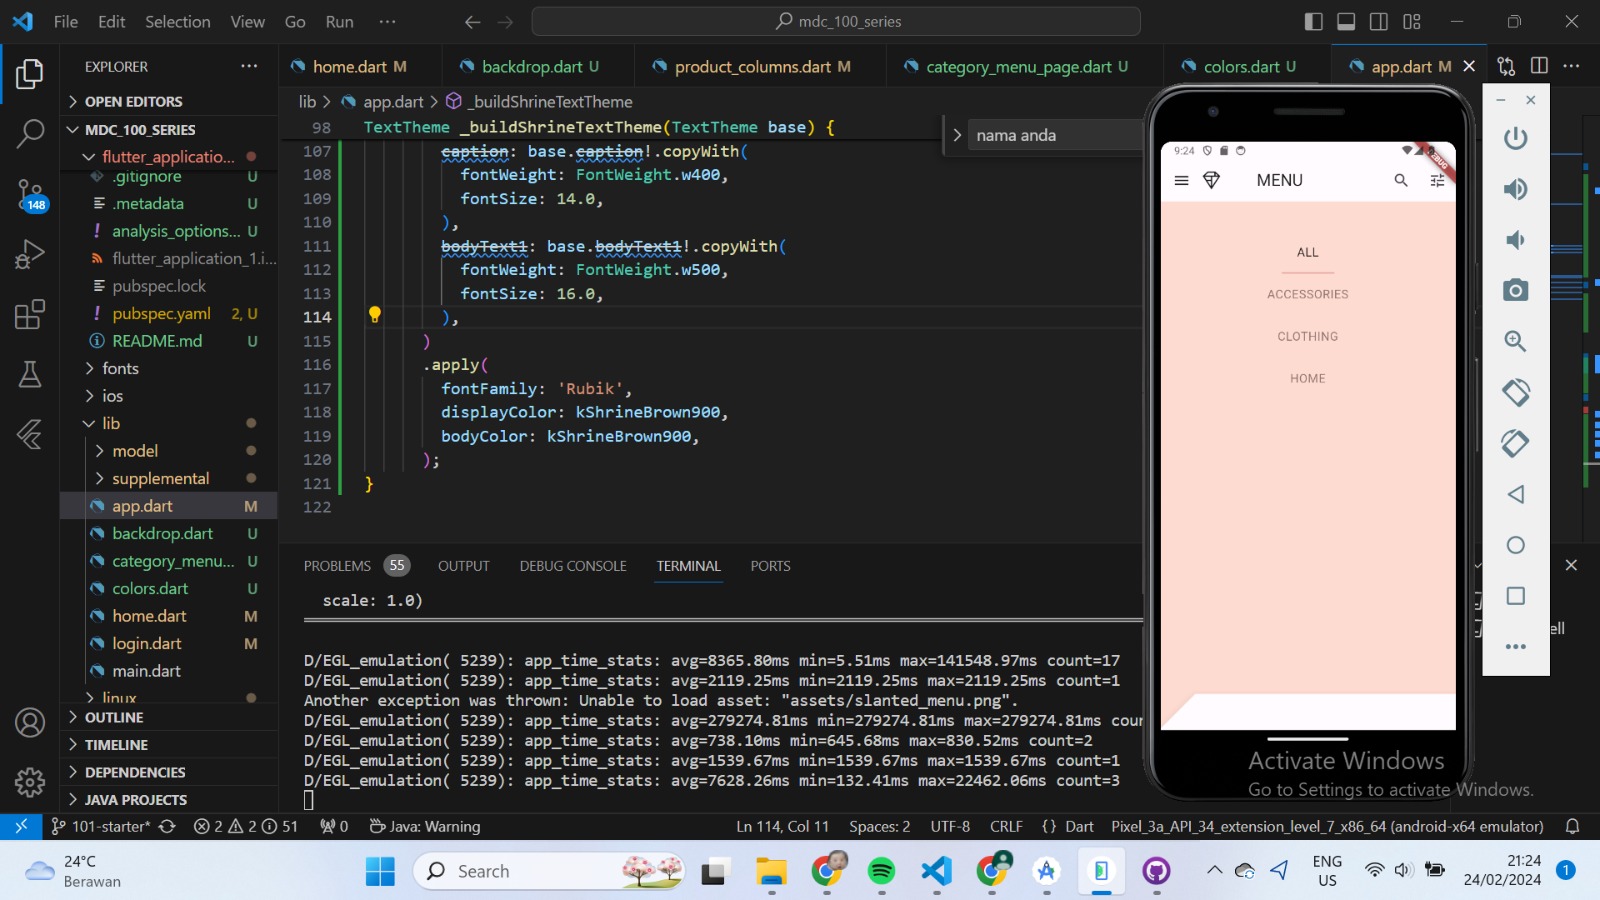 File Edit Selection View Go Run ··· mdc_100_series
EXPLORER ···
OPEN EDITORS
MDC_100_SERIES
flutter_applicatio...
.gitignore U
.metadata U
! analysis_options... U
flutter_application_1.i...
pubspec.lock
! pubspec.yaml 2, U
README.md U
fonts
ios
lib
model
supplemental
app.dart M
backdrop.dart U
category_menu... U
colors.dart U
home.dart M
login.dart M
main.dart
linux
OUTLINE
TIMELINE
DEPENDENCIES
JAVA PROJECTS
148
home.dart M backdrop.dart U product_columns.dart M category_menu_page.dart U colors.dart U app.dart M
lib > app.dart > _buildShrineTextTheme
nama anda
98 TextTheme _buildShrineTextTheme(TextTheme base) {
107 caption: base.caption!.copyWith(
108 fontWeight: FontWeight.w400,
109 fontSize: 14.0,
110 ),
111 bodyText1: base.bodyText1!.copyWith(
112 fontWeight: FontWeight.w500,
113 fontSize: 16.0,
114 ),
115 )
116 .apply(
117 fontFamily: 'Rubik',
118 displayColor: kShrineBrown900,
119 bodyColor: kShrineBrown900,
120 );
121 }
122
PROBLEMS 55 OUTPUT DEBUG CONSOLE TERMINAL PORTS
scale: 1.0)
D/EGL_emulation( 5239): app_time_stats: avg=8365.80ms min=5.51ms max=141548.97ms count=17
D/EGL_emulation( 5239): app_time_stats: avg=2119.25ms min=2119.25ms max=2119.25ms count=1
Another exception was thrown: Unable to load asset: "assets/slanted_menu.png".
D/EGL_emulation( 5239): app_time_stats: avg=279274.81ms min=279274.81ms max=279274.81ms cour
D/EGL_emulation( 5239): app_time_stats: avg=738.10ms min=645.68ms max=830.52ms count=2
D/EGL_emulation( 5239): app_time_stats: avg=1539.67ms min=1539.67ms max=1539.67ms count=1
D/EGL_emulation( 5239): app_time_stats: avg=7628.26ms min=132.41ms max=22462.06ms count=3
ell
9:24
DEBUG
MENU
ALL
ACCESSORIES
CLOTHING
HOME
Activate Windows
Go to Settings to activate Windows.
101-starter* 2 2 51 0 Java: Warning Ln 114, Col 11 Spaces: 2 UTF-8 CRLF {} Dart Pixel_3a_API_34_extension_level_7_x86_64 (android-x64 emulator)
24°C
Berawan
Search
ENG
US
21:24
24/02/2024
1